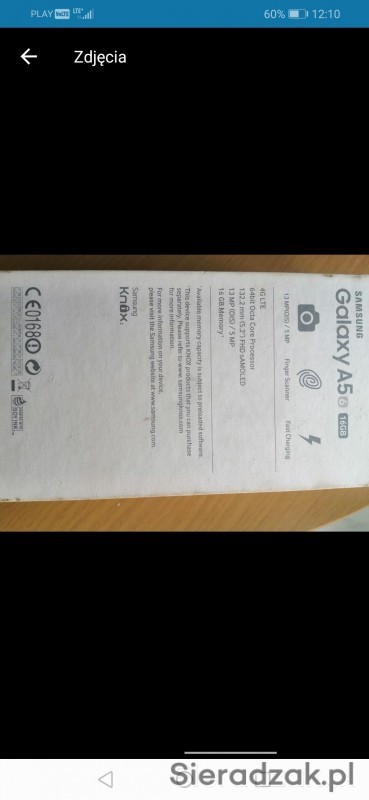 PLAY VoLTE LTE+ 60% 12:10
Zdjęcia
SAMSUNG
Galaxy A5 6 16GB
13 MP(OIS) / 5 MP Finger Scanner Fast Charging
4G LTE
64bit Octa Core Processor
132.2 mm (5.2") FHD sAMOLED
13 MP (OIS) / 5 MP
16 GB Memory*
*Available memory capacity is subject to preloaded software.
This device supports KNOX products that you can purchase
separately. Please refer to www.samsungknox.com
for more information.
For more information on your device,
please visit the Samsung website at www.samsung.com.
Samsung
Knox.
CE0168
Sieradzak.pl